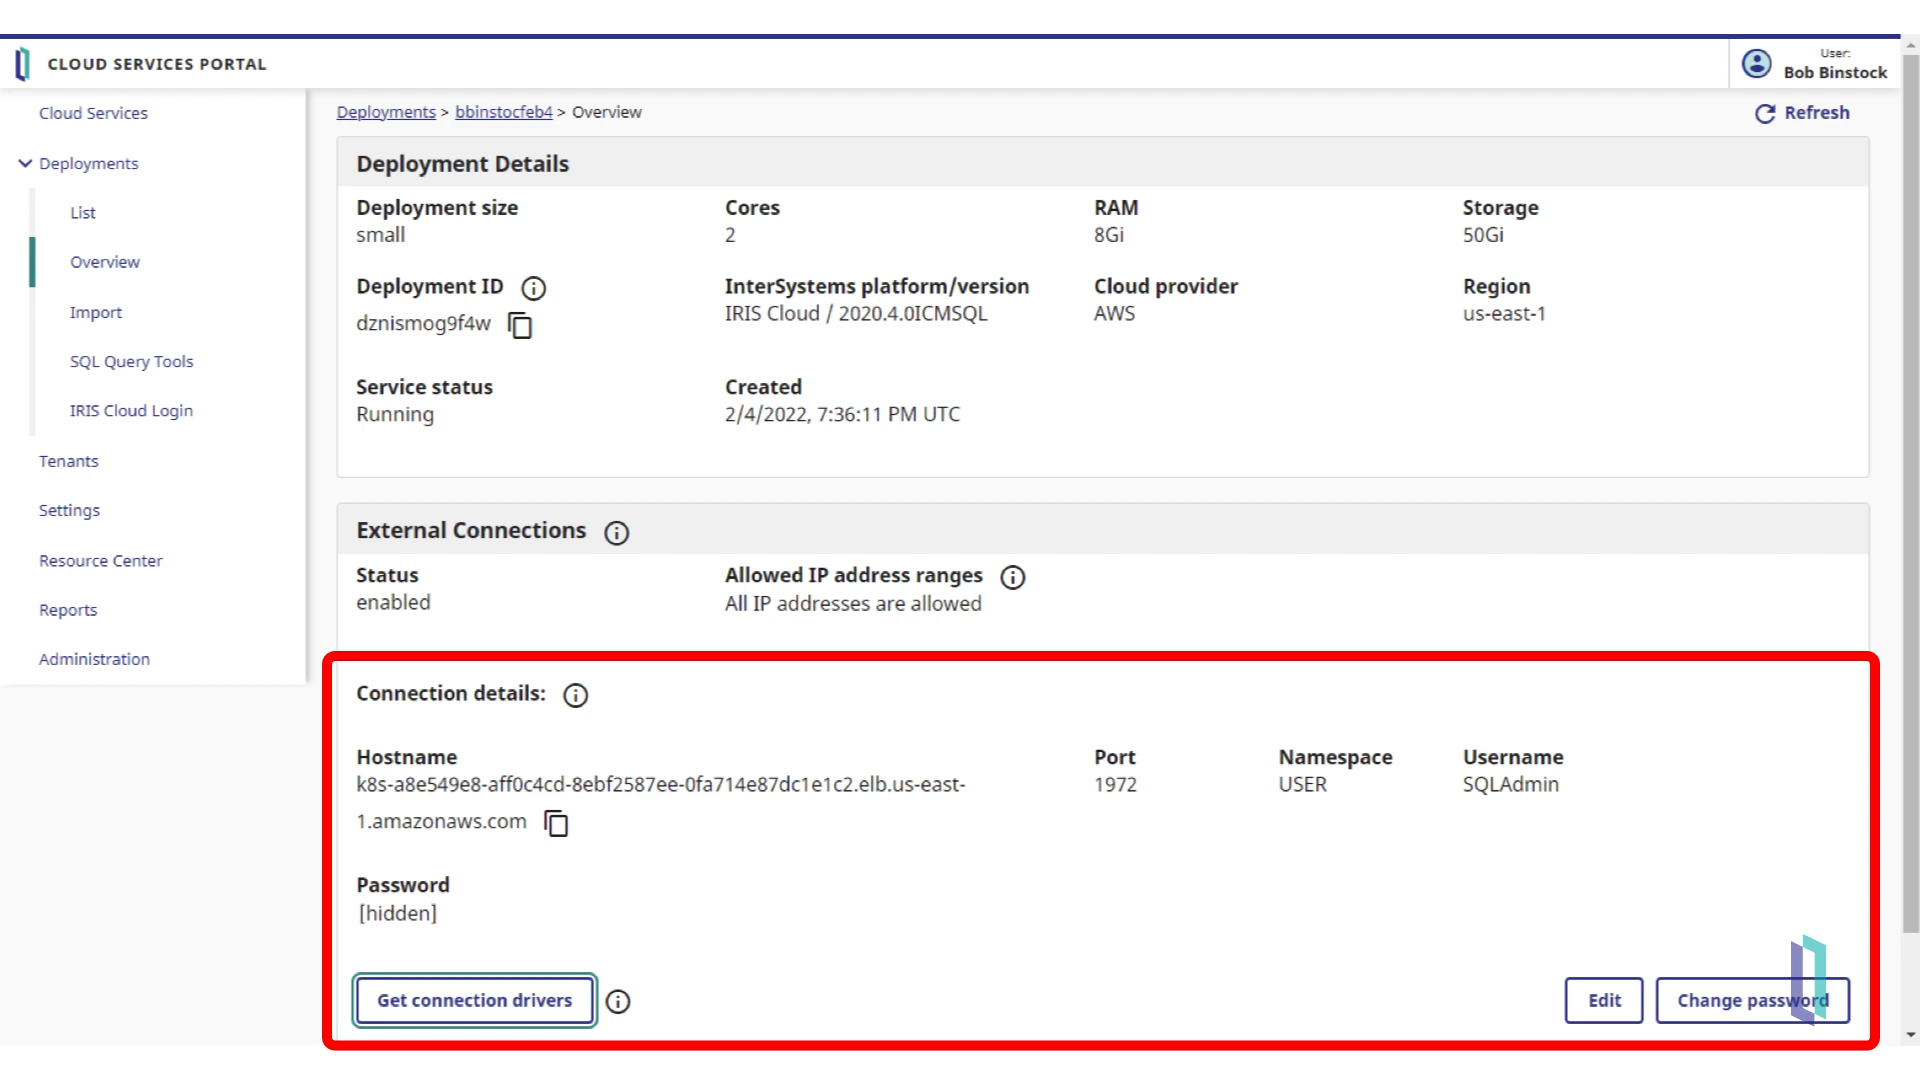 CLOUD SERVICES PORTAL
User:
Bob Binstock
Cloud Services
Deployments
List
Overview
Import
SQL Query Tools
IRIS Cloud Login
Tenants
Settings
Resource Center
Reports
Administration
Deployments > bbinstocfeb4 > Overview
Refresh
Deployment Details
Deployment size
small
Cores
2
RAM
8Gi
Storage
50Gi
Deployment ID
dznismog9f4w
InterSystems platform/version
IRIS Cloud / 2020.4.0ICMSQL
Cloud provider
AWS
Region
us-east-1
Service status
Running
Created
2/4/2022, 7:36:11 PM UTC
External Connections
Status
enabled
Allowed IP address ranges
All IP addresses are allowed
Connection details:
Hostname
k8s-a8e549e8-aff0c4cd-8ebf2587ee-0fa714e87dc1e1c2.elb.us-east-
1.amazonaws.com
Port
1972
Namespace
USER
Username
SQLAdmin
Password
[hidden]
Get connection drivers
Edit
Change password